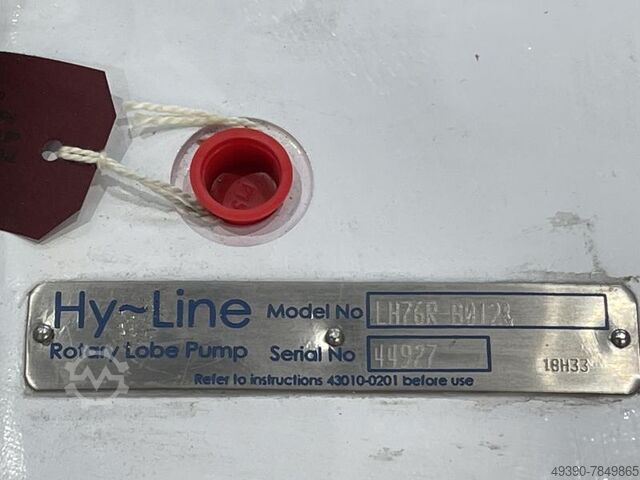 Hy~Line Model No LH76R-H0128
Rotary Lobe Pump Serial No 44927
18H33
Refer to instructions 43010-0201 before use
49390-7849865